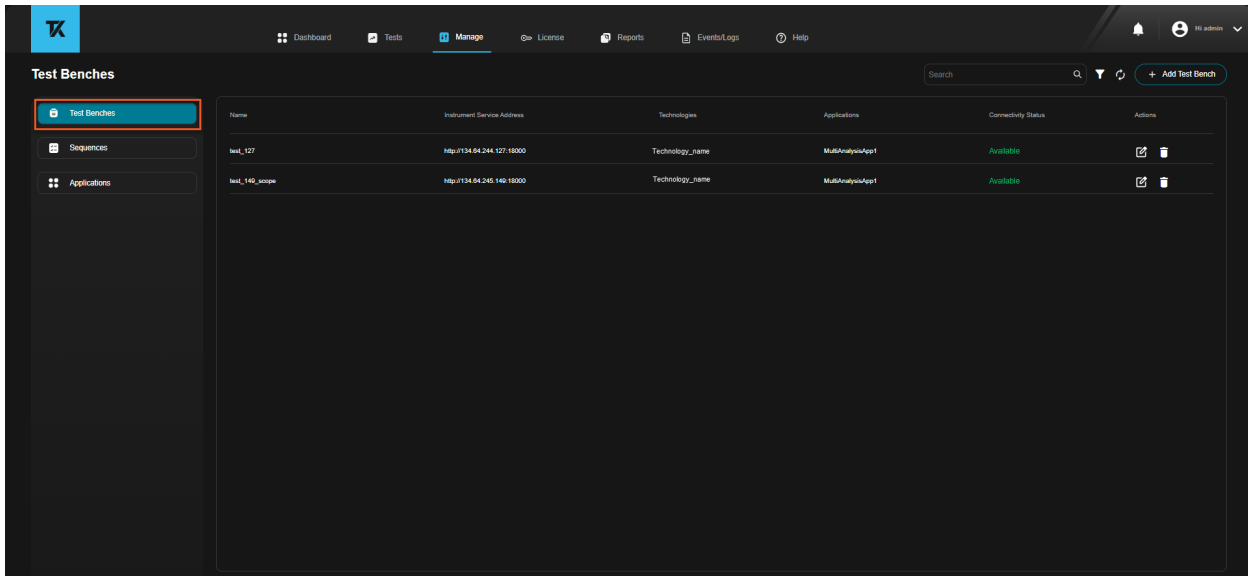 TK
Dashboard Tests Manage License Reports Events/Logs Help Hi admin
Test Benches Search + Add Test Bench
Test Benches
Sequences
Applications
Name Instrument Service Address Technologies Applications Connectivity Status Actions
test_127 http://134.64.244.127:18000 Technology_name MultiAnalysisApp1 Available
test_149_scope http://134.64.245.149:18000 Technology_name MultiAnalysisApp1 Available